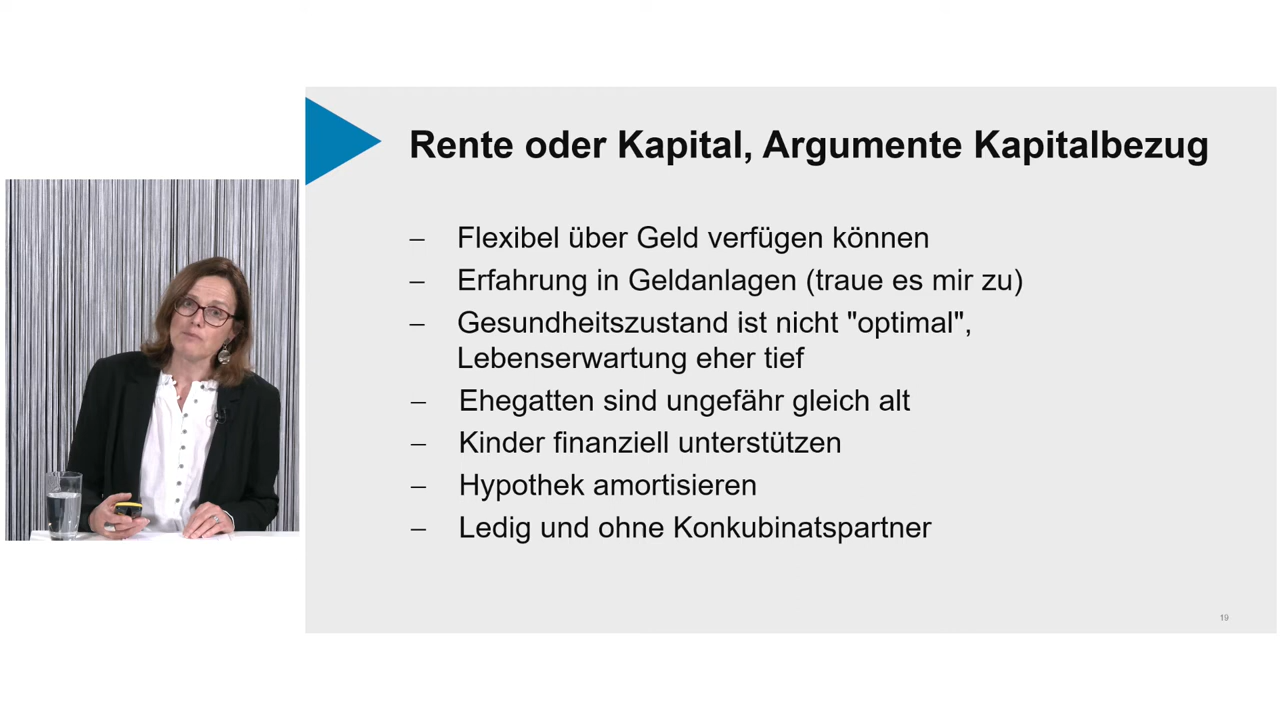 Rente oder Kapital, Argumente Kapitalbezug
– Flexibel über Geld verfügen können
– Erfahrung in Geldanlagen (traue es mir zu)
– Gesundheitszustand ist nicht "optimal",
Lebenserwartung eher tief
– Ehegatten sind ungefähr gleich alt
– Kinder finanziell unterstützen
– Hypothek amortisieren
– Ledig und ohne Konkubinatspartner
19